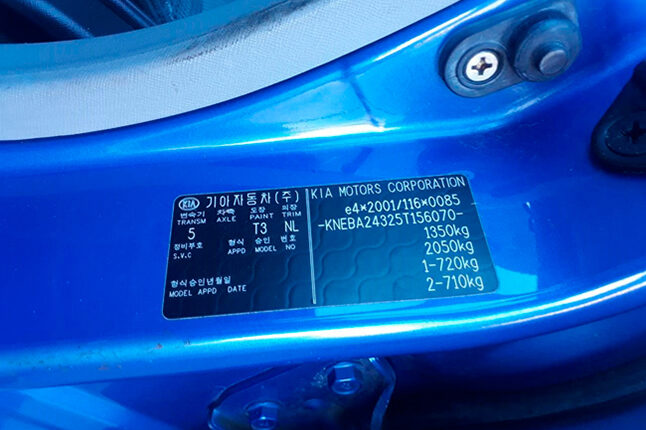 KIA 기아자동차(주)
변속기 차축 도장 의장
TRANSM AXLE PAINT TRIM
5 T3 NL
정비부호 형식 승인 번호
S.V.C APPD MODEL NO
형식승인년월일
MODEL APPD DATE
KIA MOTORS CORPORATION
e4*2001/116*0085
-KNEBA24325T156070-
1350kg
2050kg
1-720kg
2-710kg